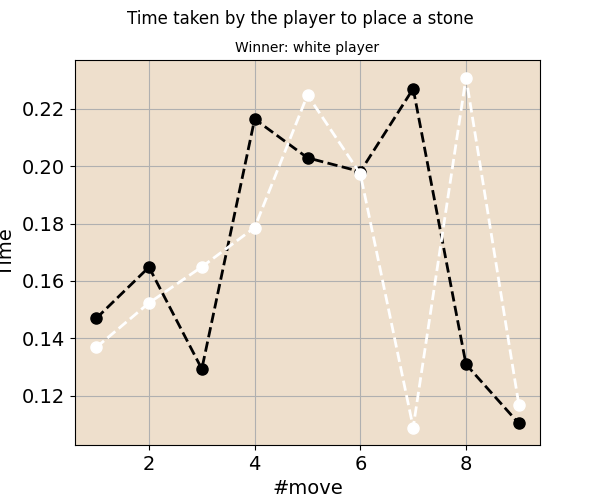 Time taken by the player to place a stone
Winner: white player
0.22
0.20
0.18
0.16
0.14
0.12
Time
2 4 6 8
#move